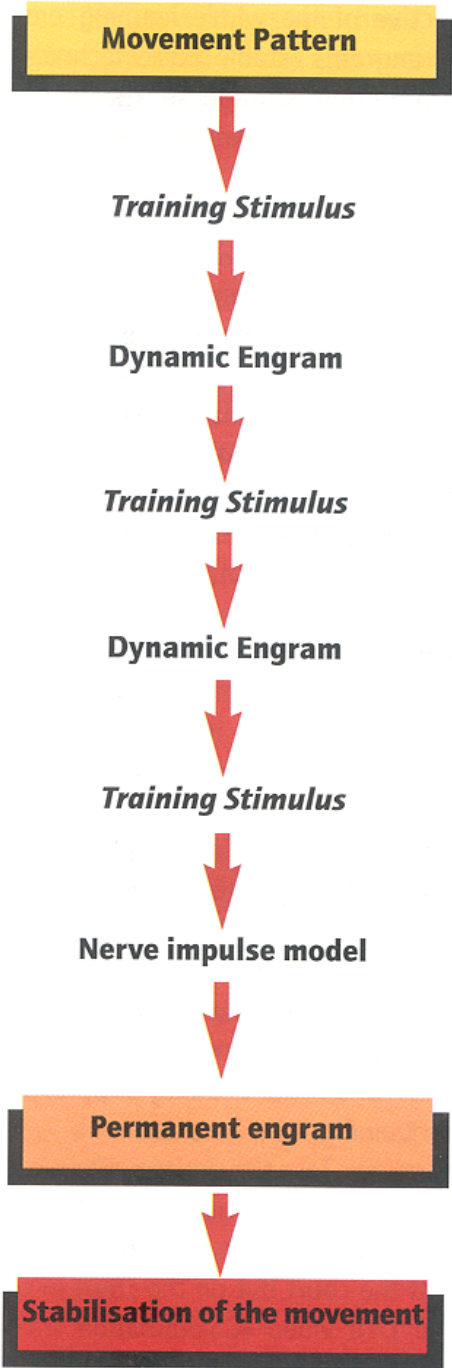 Movement Pattern
Training Stimulus
Dynamic Engram
Training Stimulus
Dynamic Engram
Training Stimulus
Nerve impulse model
Permanent engram
Stabilisation of the movement